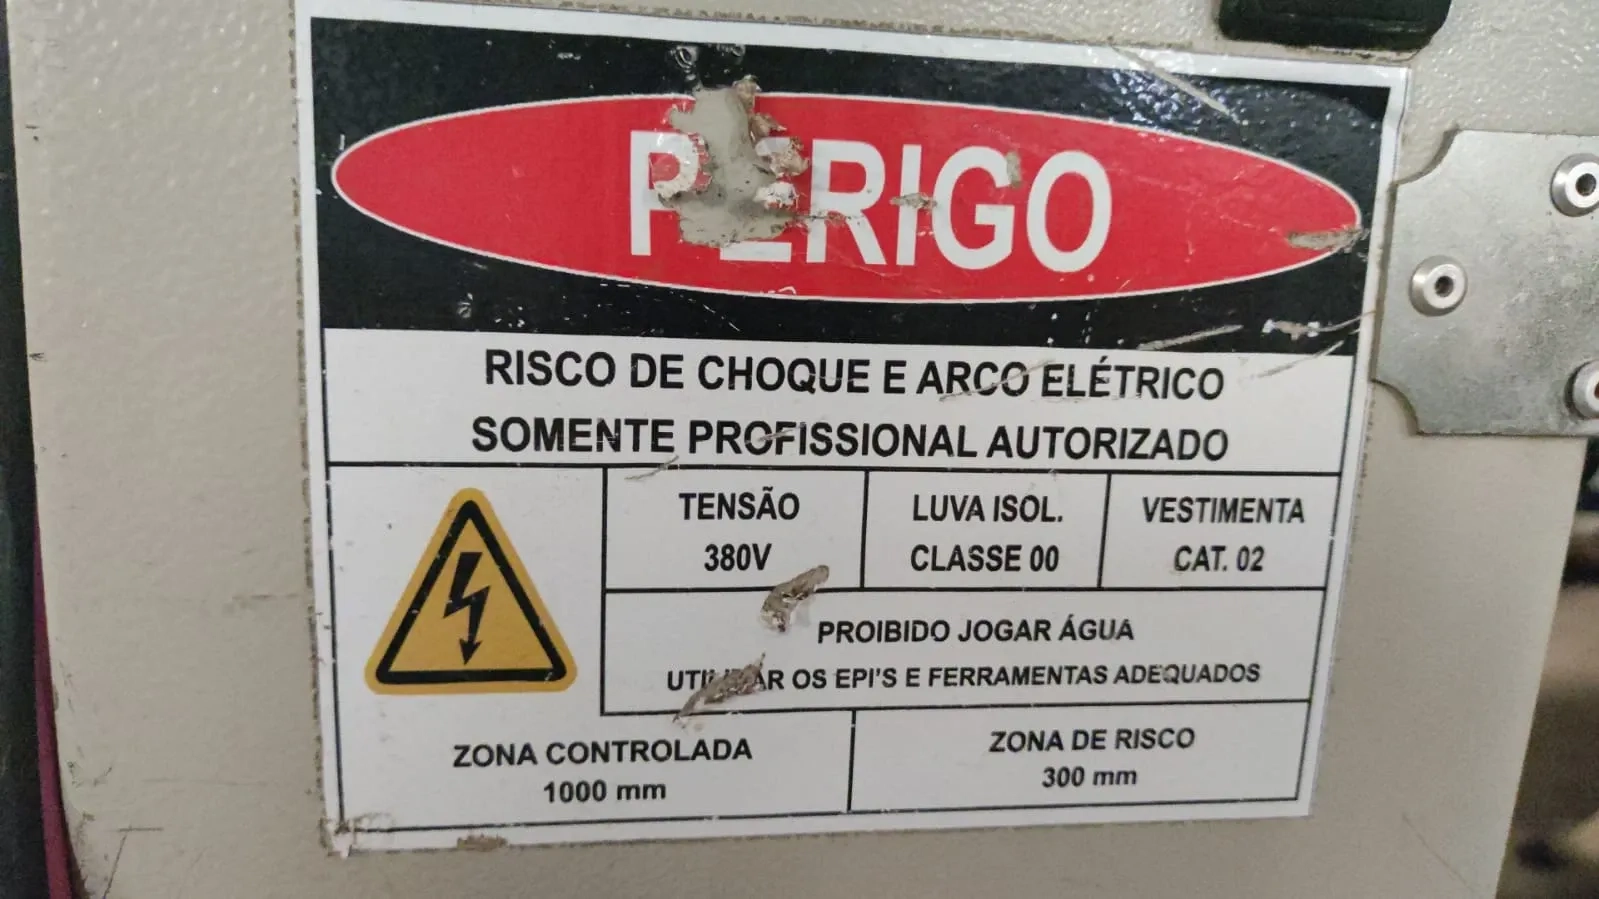 PERIGO
RISCO DE CHOQUE E ARCO ELÉTRICO
SOMENTE PROFISSIONAL AUTORIZADO
TENSÃO
380V
LUVA ISOL.
CLASSE 00
VESTIMENTA
CAT. 02
PROIBIDO JOGAR ÁGUA
UTILIZAR OS EPI'S E FERRAMENTAS ADEQUADOS
ZONA CONTROLADA
1000 mm
ZONA DE RISCO
300 mm